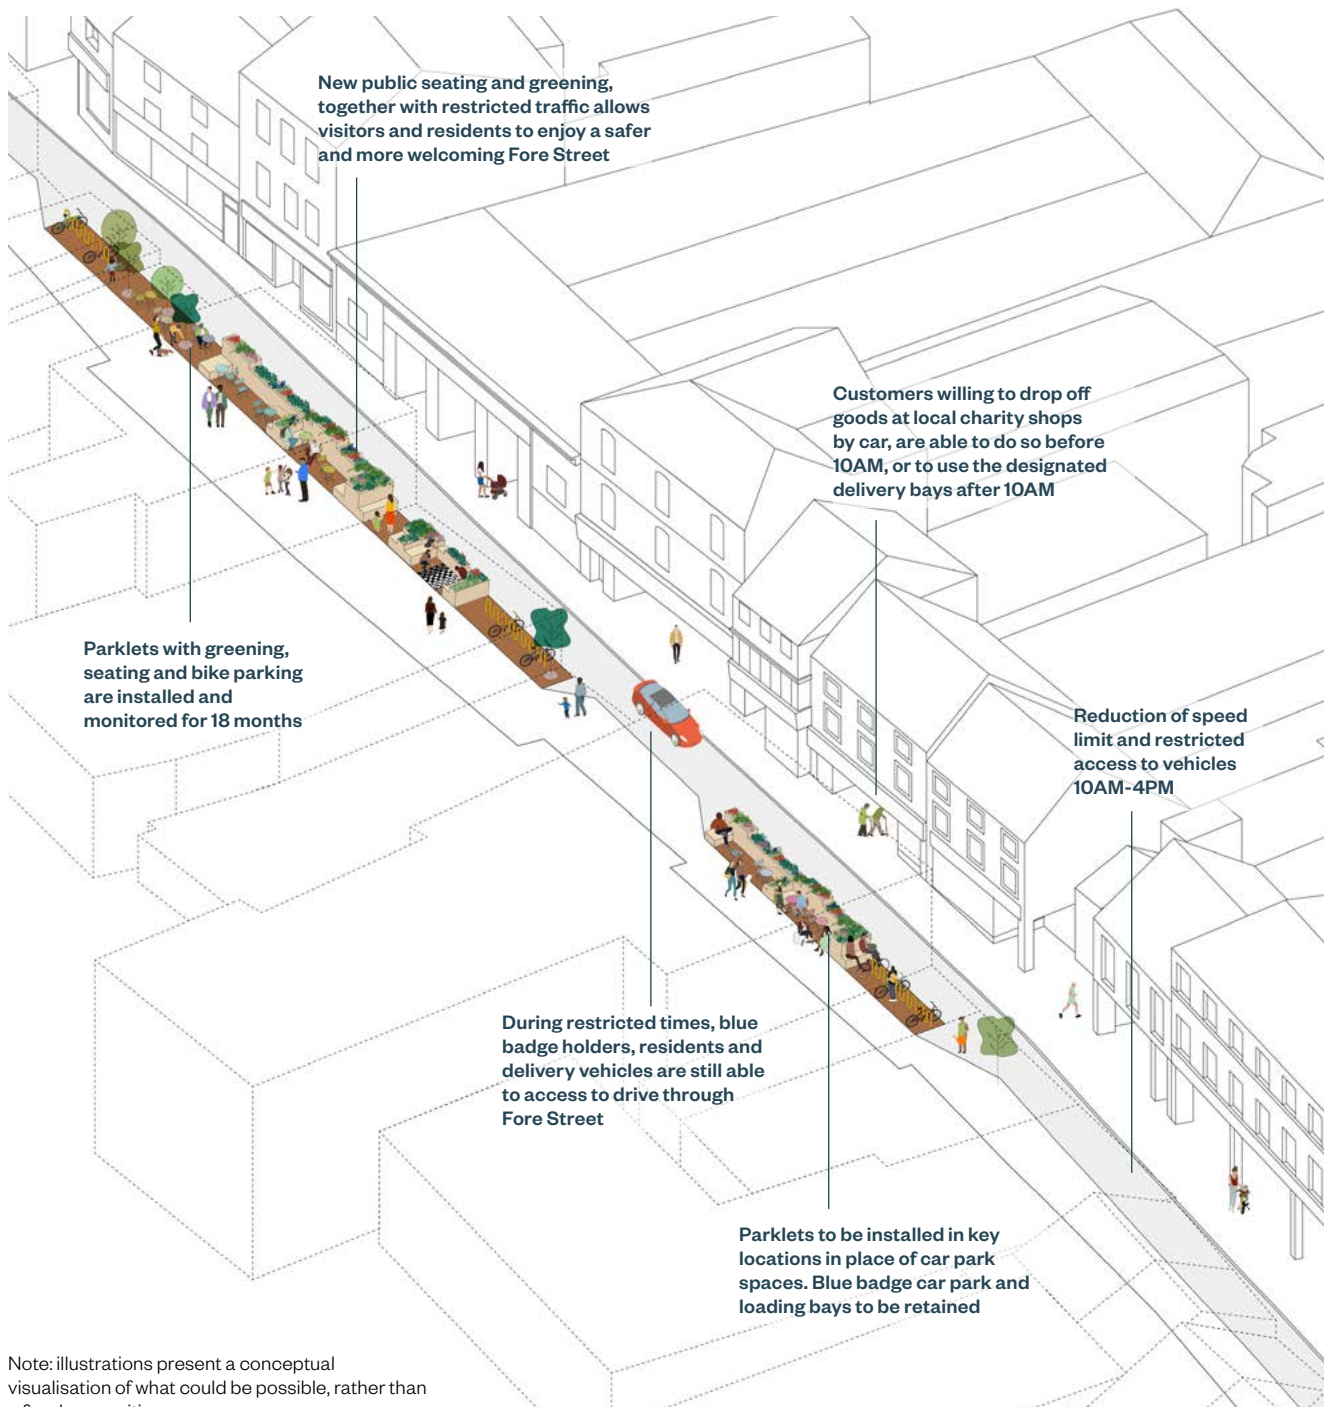 New public seating and greening,
together with restricted traffic allows
visitors and residents to enjoy a safer
and more welcoming Fore Street
Customers willing to drop off
goods at local charity shops
by car, are able to do so before
10AM, or to use the designated
delivery bays after 10AM
Parklets with greening,
seating and bike parking
are installed and
monitored for 18 months
Reduction of speed
limit and restricted
access to vehicles
10AM-4PM
During restricted times, blue
badge holders, residents and
delivery vehicles are still able
to access to drive through
Fore Street
Parklets to be installed in key
locations in place of car park
spaces. Blue badge car park and
loading bays to be retained
Note: illustrations present a conceptual
visualisation of what could be possible, rather than